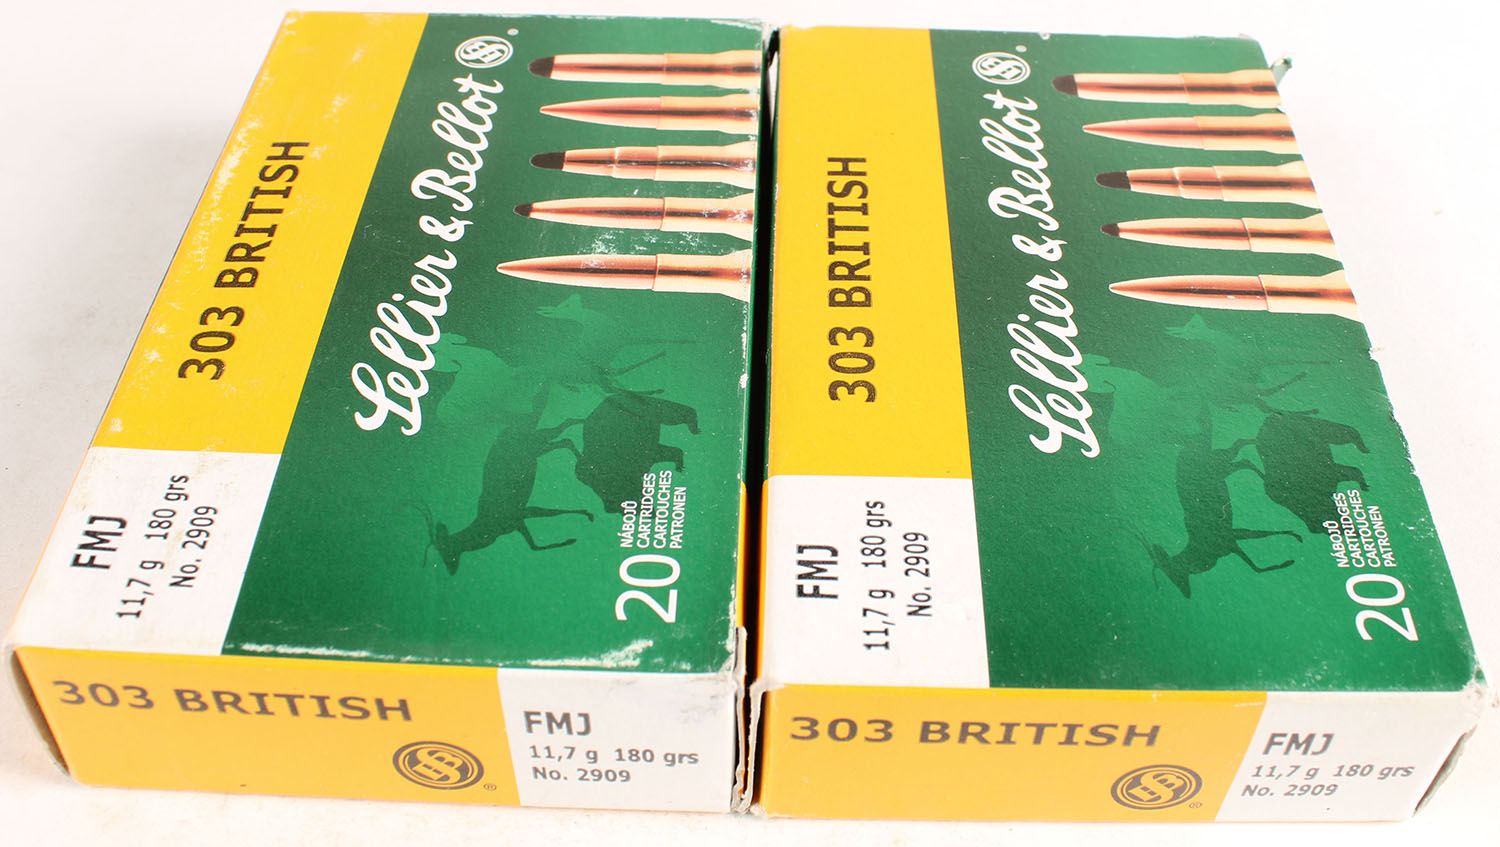 303 BRITISH
Sellier & Bellot
FMJ
11,7 g 180 grs
No. 2909
20
NÁBOJŮ
CARTRIDGES
CARTOUCHES
PATRONEN
303 BRITISH
FMJ
11,7 g 180 grs
No. 2909
303 BRITISH
Sellier & Bellot
FMJ
11,7 g 180 grs
No. 2909
20
NÁBOJŮ
CARTRIDGES
CARTOUCHES
PATRONEN
303 BRITISH
FMJ
11,7 g 180 grs
No. 2909